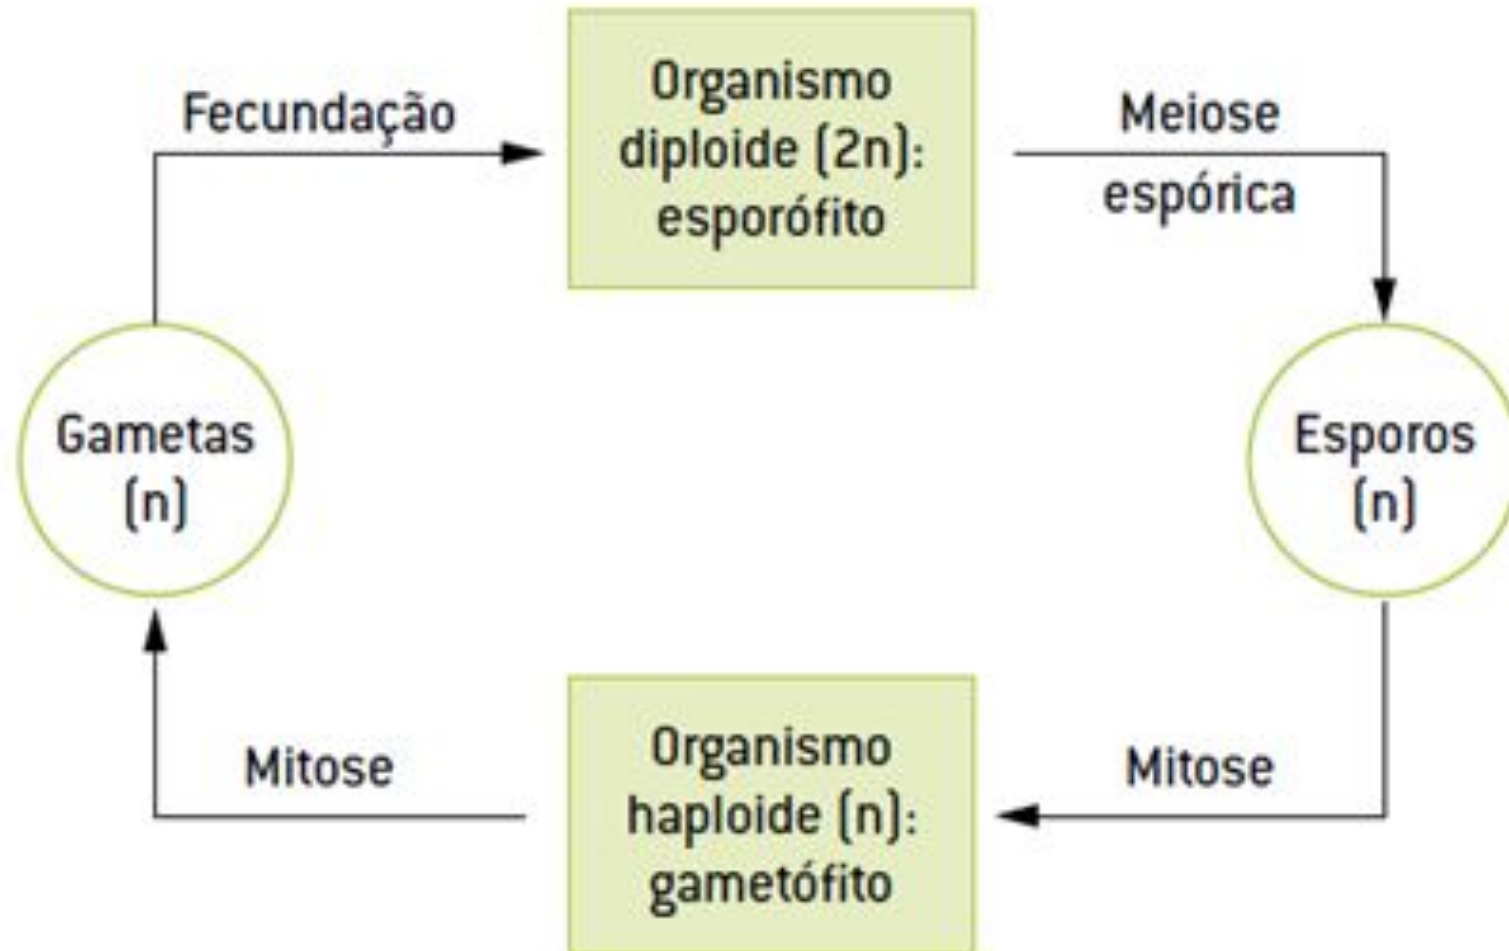 Fecundação
Organismo
diploide (2n):
esporófito
Meiose
espórica
Gametas
(n)
Esporos
(n)
Mitose
Organismo
haploide (n):
gametófito
Mitose